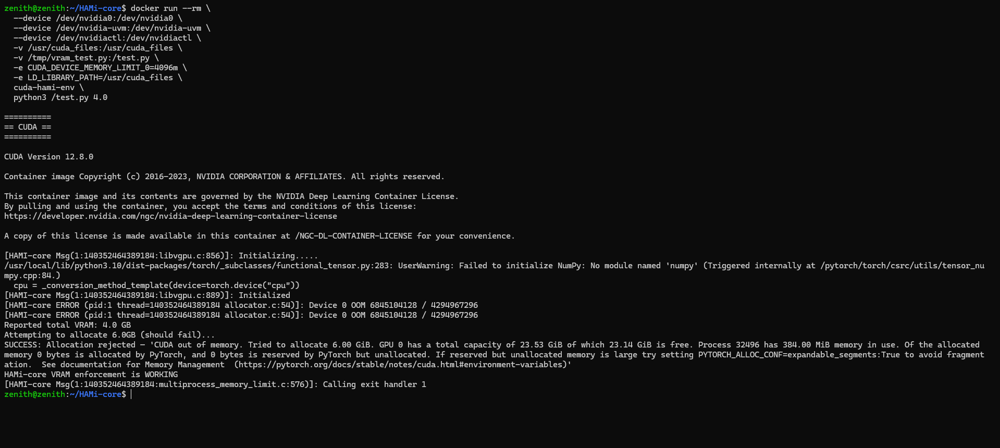 zenith@zenith:~/HAMi-core$ docker run --rm \
  --device /dev/nvidia0:/dev/nvidia0 \
  --device /dev/nvidia-uvm:/dev/nvidia-uvm \
  --device /dev/nvidiactl:/dev/nvidiactl \
  -v /usr/cuda_files:/usr/cuda_files \
  -v /tmp/vram_test.py:/test.py \
  -e CUDA_DEVICE_MEMORY_LIMIT_0=4096m \
  -e LD_LIBRARY_PATH=/usr/cuda_files \
  cuda-hami-env \
  python3 /test.py 4.0

==========
== CUDA ==
==========

CUDA Version 12.8.0

Container image Copyright (c) 2016-2023, NVIDIA CORPORATION & AFFILIATES. All rights reserved.

This container image and its contents are governed by the NVIDIA Deep Learning Container License.
By pulling and using the container, you accept the terms and conditions of this license:
https://developer.nvidia.com/ngc/nvidia-deep-learning-container-license

A copy of this license is made available in this container at /NGC-DL-CONTAINER-LICENSE for your convenience.

[HAMI-core Msg(1:140352464389184:libvgpu.c:856)]: Initializing.....
/usr/local/lib/python3.10/dist-packages/torch/_subclasses/functional_tensor.py:283: UserWarning: Failed to initialize NumPy: No module named 'numpy' (Triggered internally at /pytorch/torch/csrc/utils/tensor_nu
mpy.cpp:84.)
  cpu = _conversion_method_template(device=torch.device("cpu"))
[HAMI-core Msg(1:140352464389184:libvgpu.c:889)]: Initialized
[HAMI-core ERROR (pid:1 thread=140352464389184 allocator.c:54)]: Device 0 OOM 6845104128 / 4294967296
[HAMI-core ERROR (pid:1 thread=140352464389184 allocator.c:54)]: Device 0 OOM 6845104128 / 4294967296
Reported total VRAM: 4.0 GB
Attempting to allocate 6.0GB (should fail)...
SUCCESS: Allocation rejected — 'CUDA out of memory. Tried to allocate 6.00 GiB. GPU 0 has a total capacity of 23.53 GiB of which 23.14 GiB is free. Process 32496 has 384.00 MiB memory in use. Of the allocated
memory 0 bytes is allocated by PyTorch, and 0 bytes is reserved by PyTorch but unallocated. If reserved but unallocated memory is large try setting PYTORCH_ALLOC_CONF=expandable_segments:True to avoid fragment
ation.  See documentation for Memory Management  (https://pytorch.org/docs/stable/notes/cuda.html#environment-variables)'
HAMi-core VRAM enforcement is WORKING
[HAMI-core Msg(1:140352464389184:multiprocess_memory_limit.c:576)]: Calling exit handler 1
zenith@zenith:~/HAMi-core$